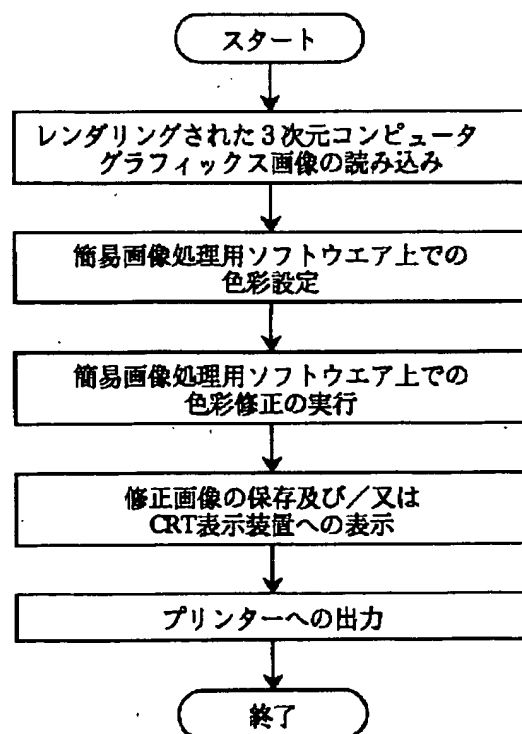 スタート
レンダリングされた3次元コンピュータ
グラフィックス画像の読み込み
簡易画像処理用ソフトウエア上での
色彩設定
簡易画像処理用ソフトウエア上での
色彩修正の実行
修正画像の保存及び/又は
CRT表示装置への表示
プリンターへの出力
終了